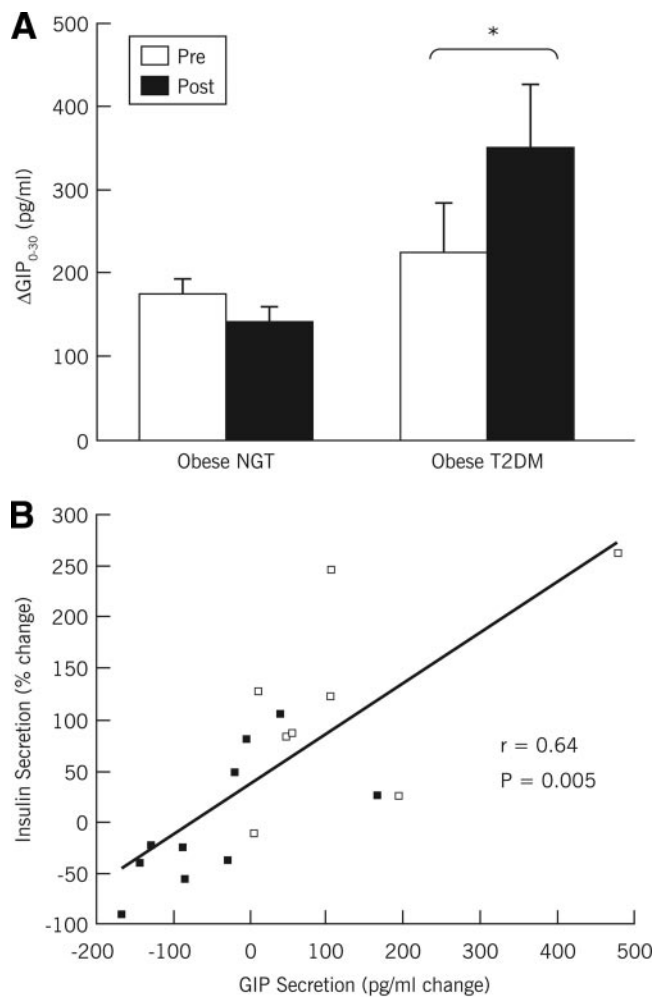 A
500
400
300
200
100
0
ΔGIP0-30 (pg/ml)
Pre
Post
*
Obese NGT
Obese T2DM
B
300
250
200
150
100
50
0
-50
-100
Insulin Secretion (% change)
r = 0.64
P = 0.005
-200
-100
0
100
200
300
400
500
GIP Secretion (pg/ml change)